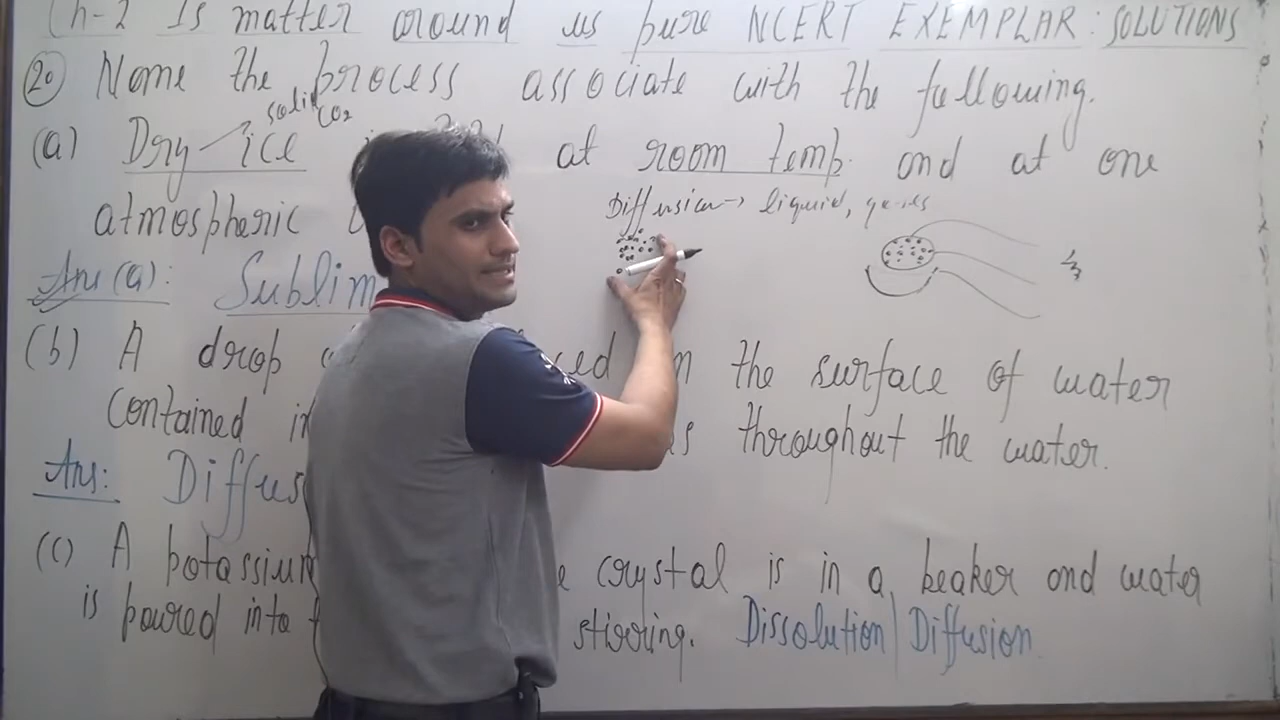 Ch-2 Is matter around us pure NCERT EXEMPLAR: SOLUTIONS
20 Name the process associate with the following.
solid CO2
(a) Dry ice at room temp. and at one
atmospheric
Diffusion → liquid, gases
Ans (a): Sublim
(b) A drop the surface of water
contained in throughout the water.
Ans: Diffus
(c) A potassium crystal is in a beaker and water
is poured into stirring. Dissolution | Diffusion